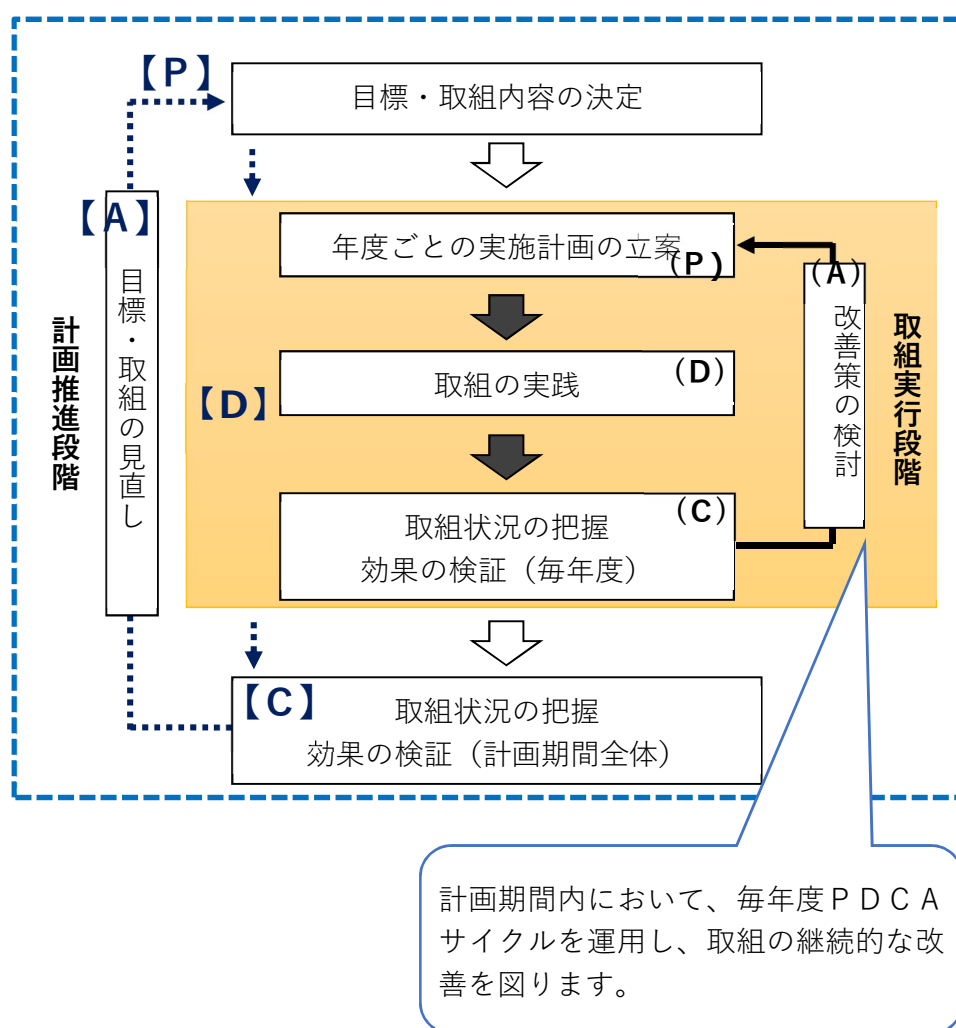 【P】
目標・取組内容の決定
【A】
目標・取組の見直し
計画推進段階
年度ごとの実施計画の立案
(P)
(A)
改善策の検討
取組実行段階
取組の実践
(D)
【D】
取組状況の把握
(C)
効果の検証（毎年度）
【C】
取組状況の把握
効果の検証（計画期間全体）
計画期間内において、毎年度ＰＤＣＡ
サイクルを運用し、取組の継続的な改
善を図ります。